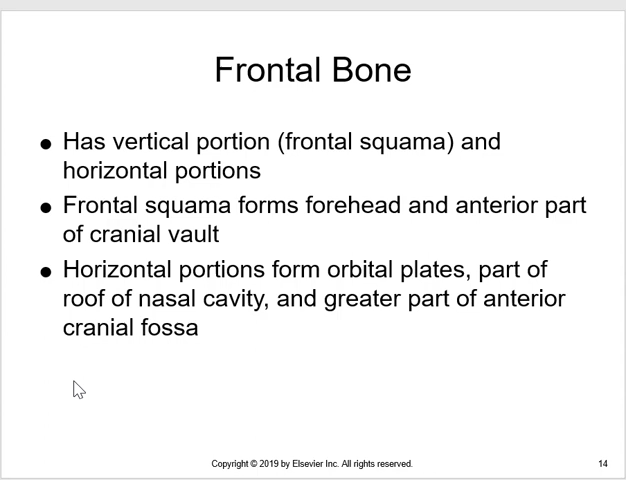 Frontal Bone
● Has vertical portion (frontal squama) and
horizontal portions
● Frontal squama forms forehead and anterior part
of cranial vault
● Horizontal portions form orbital plates, part of
roof of nasal cavity, and greater part of anterior
cranial fossa
Copyright © 2019 by Elsevier Inc. All rights reserved.
14